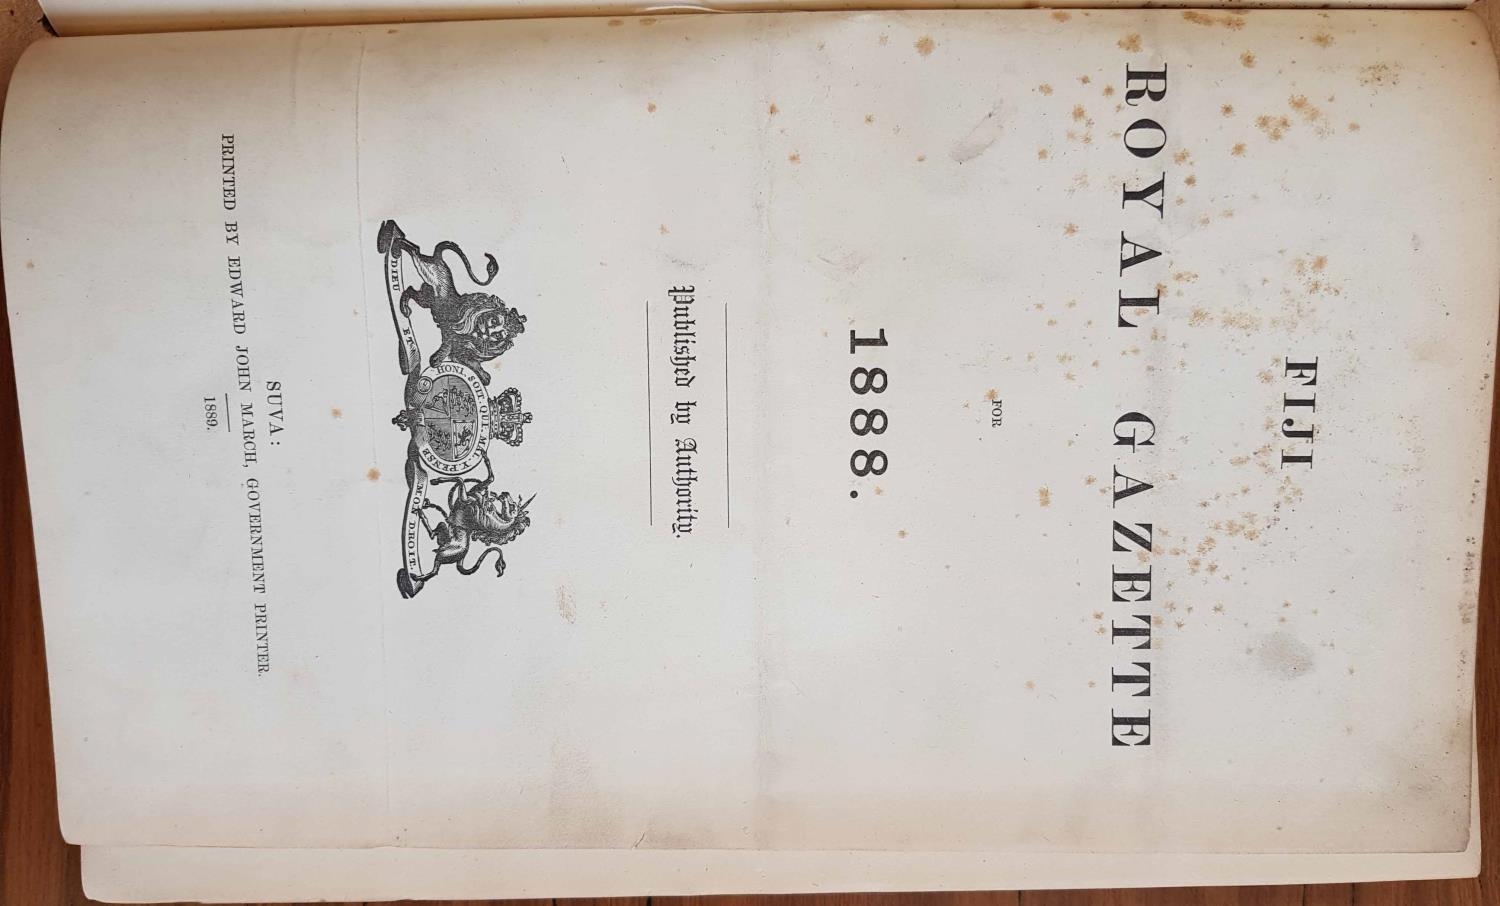 FIJI
ROYAL GAZETTE
FOR
1888.
Published by Authority.
HONI. SOIT. QUI. MAL. Y. PENSE
DIEU ET MON DROIT.
SUVA:
PRINTED BY EDWARD JOHN MARCH, GOVERNMENT PRINTER.
1889.